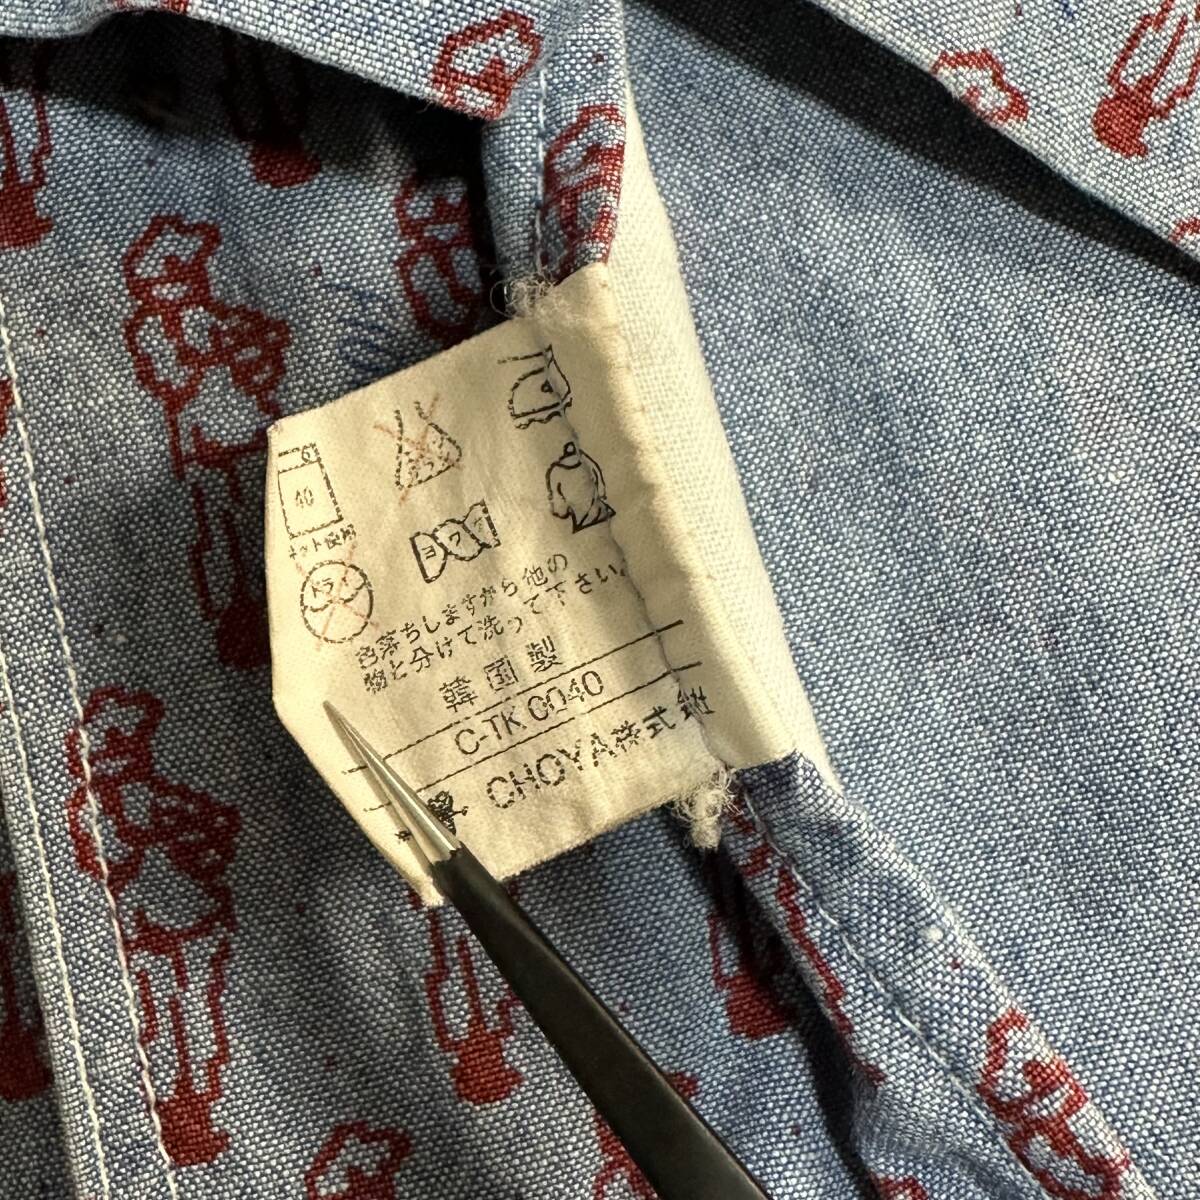 40
ネット使用
ドライ
ヨワク
色落ちしますから他の
物と分けて洗って下さい。
韓国製
C-TK 0040
CHOYA株式会社